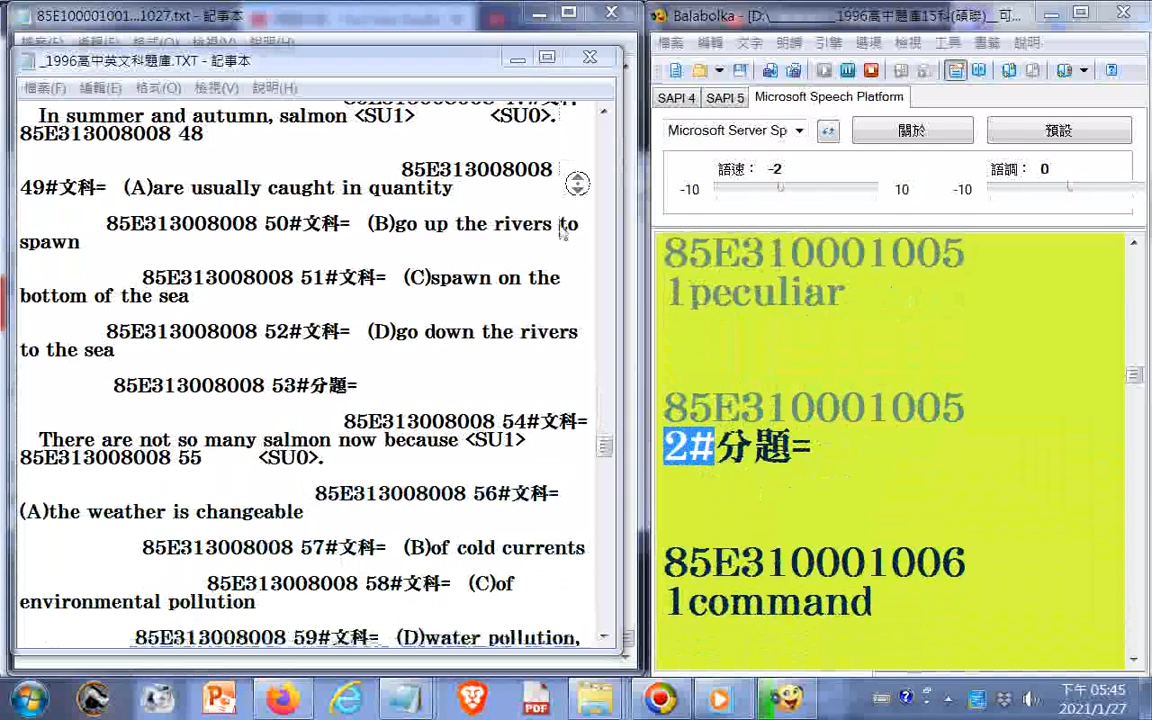 85E100001001...1027.txt - 記事本
_1996高中英文科題庫.TXT - 記事本
檔案(F) 編輯(E) 格式(O) 檢視(V) 說明(H)
In summer and autumn, salmon <SU1> <SU0>.
85E313008008 48
85E313008008
49#文科= (A)are usually caught in quantity
85E313008008 50#文科= (B)go up the rivers to
spawn
85E313008008 51#文科= (C)spawn on the
bottom of the sea
85E313008008 52#文科= (D)go down the rivers
to the sea
85E313008008 53#分題=
85E313008008 54#文科=
There are not so many salmon now because <SU1>
85E313008008 55 <SU0>.
85E313008008 56#文科=
(A)the weather is changeable
85E313008008 57#文科= (B)of cold currents
85E313008008 58#文科= (C)of
environmental pollution
85E313008008 59#文科= (D)water pollution,
Balabolka - [D:\________1996高中題庫15科(碩聯)__可...
檔案 編輯 文字 朗讀 引擎 選項 檢視 工具 書籤 說明
SAPI 4 SAPI 5 Microsoft Speech Platform
Microsoft Server Sp 關於 預設
語速: -2 語調: 0
-10 10 -10
85E310001005
1peculiar
85E310001005
2#分題=
85E310001006
1command
PDF
下午 05:45
2021/1/27